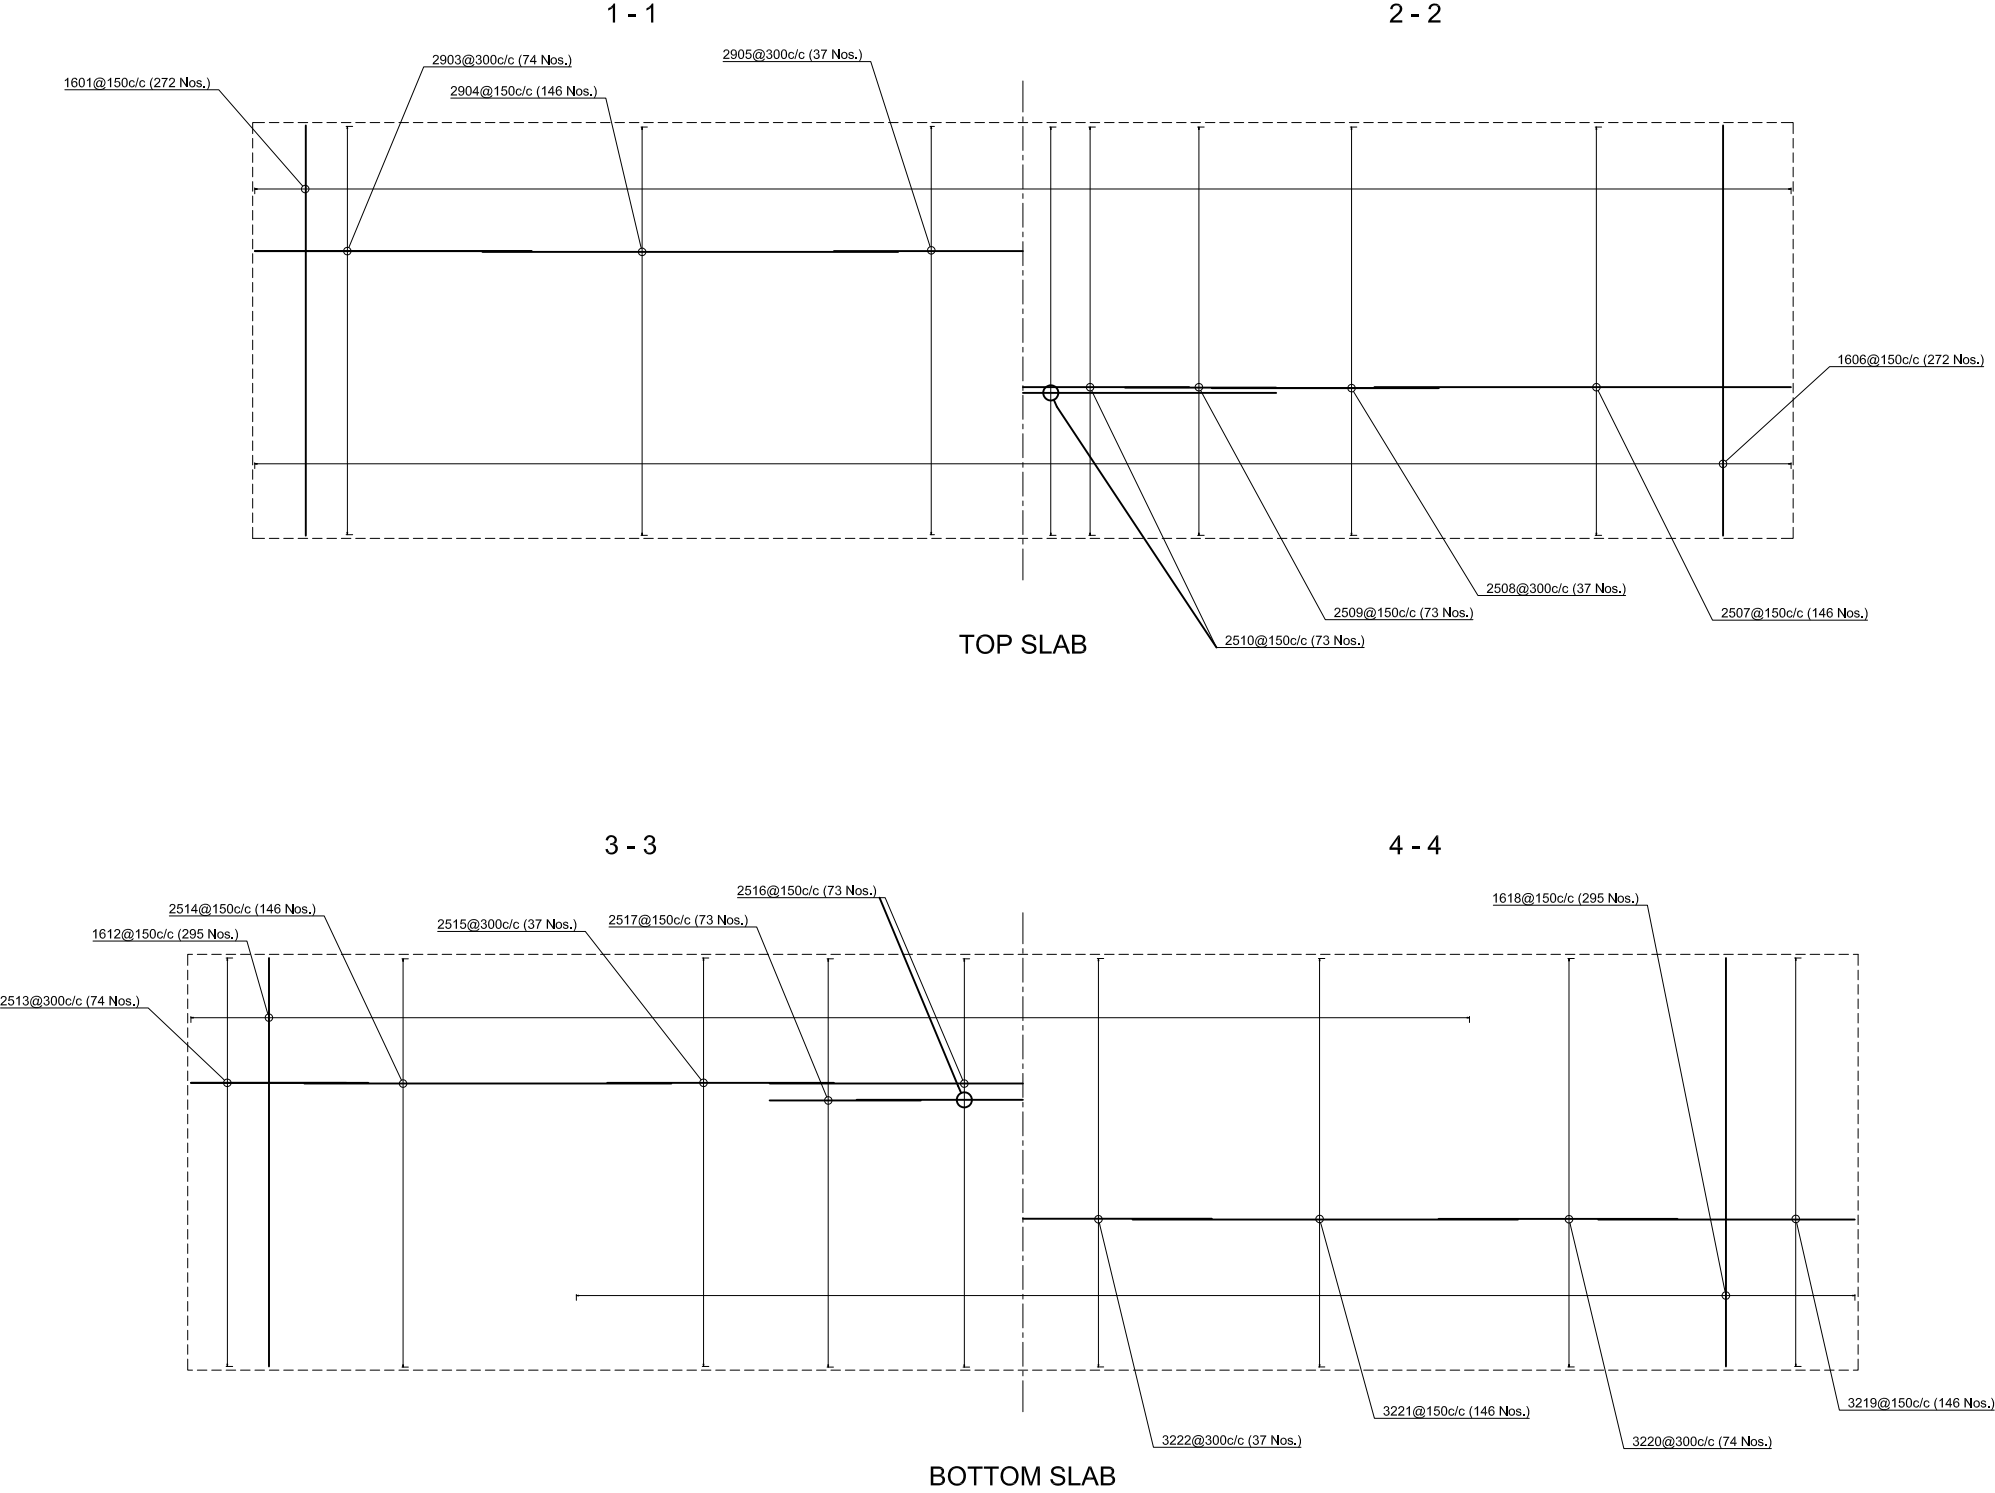 1 - 1
2 - 2
2905@300c/c (37 Nos.)
2903@300c/c (74 Nos.)
1601@150c/c (272 Nos.)
2904@150c/c (146 Nos.)
1606@150c/c (272 Nos.)
2508@300c/c (37 Nos.)
2509@150c/c (73 Nos.)
2507@150c/c (146 Nos.)
2510@150c/c (73 Nos.)
TOP SLAB
3 - 3
4 - 4
2516@150c/c (73 Nos.)
1618@150c/c (295 Nos.)
2514@150c/c (146 Nos.)
2515@300c/c (37 Nos.)
2517@150c/c (73 Nos.)
1612@150c/c (295 Nos.)
2513@300c/c (74 Nos.)
3219@150c/c (146 Nos.)
3221@150c/c (146 Nos.)
3222@300c/c (37 Nos.)
3220@300c/c (74 Nos.)
BOTTOM SLAB